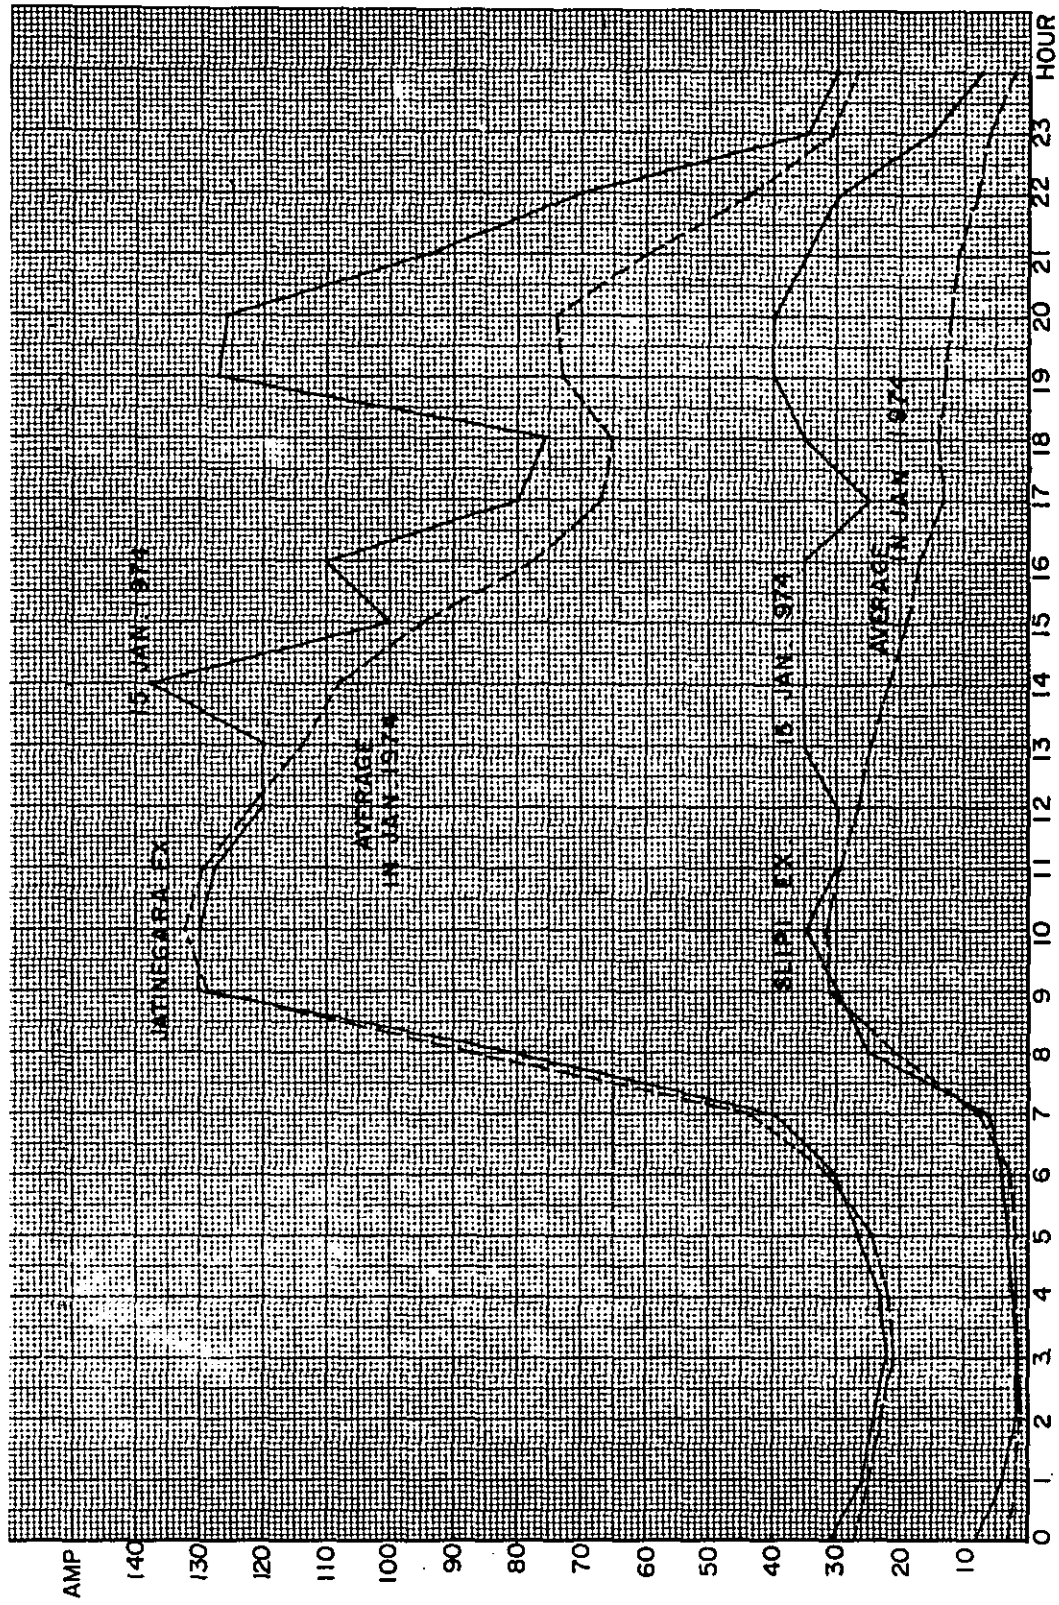 AMP
140
130
120
110
100
90
80
70
60
50
40
30
20
10
JATINEGARA EX
15 JAN. 1974
AVERAGE
IN JAN. 1974
SLIPI EX.
15 JAN. 1974
AVERAGE
IN JAN 1974
0 1. 2 3. 4 5 6 7 8 9 10 11 12 13 14 15 16 17 18 19 20 21 22 23 HOUR